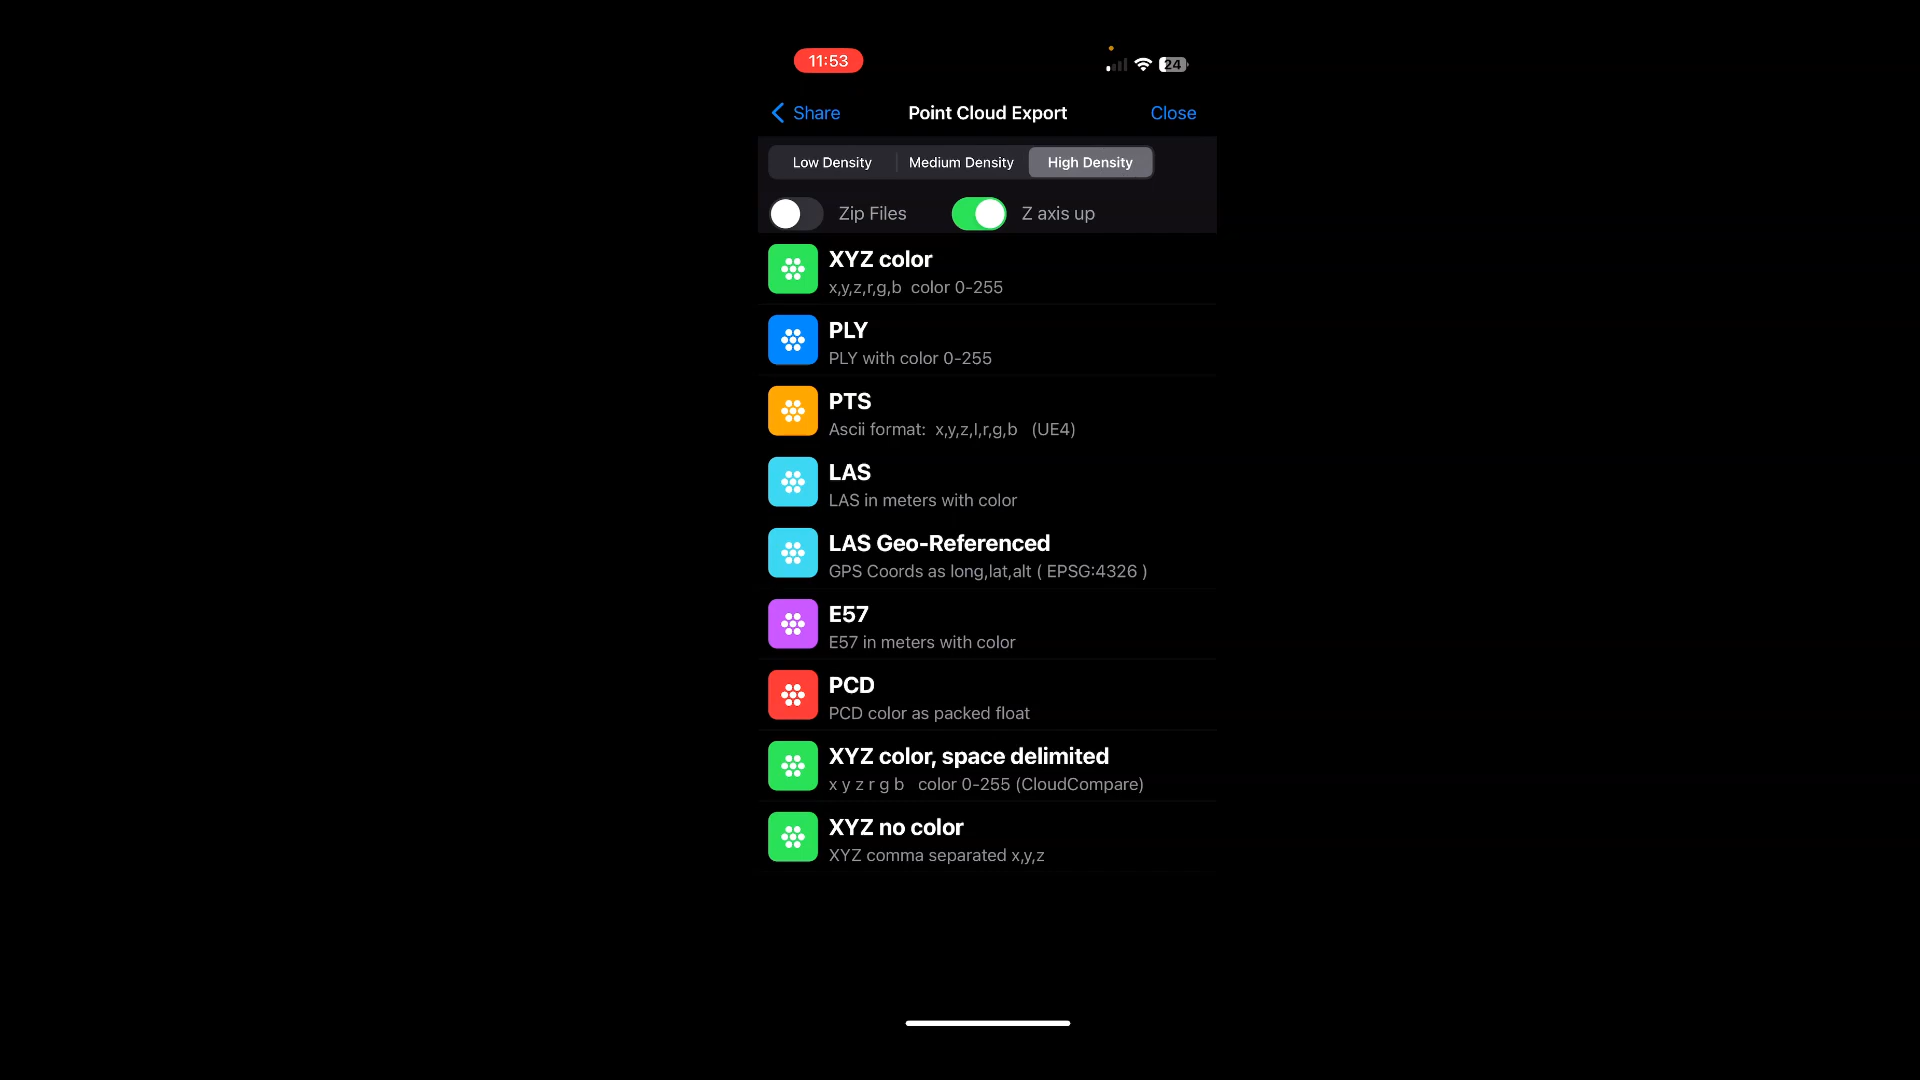 11:53
24
Share
Point Cloud Export
Close
Low Density
Medium Density
High Density
Zip Files
Z axis up
XYZ color
x,y,z,r,g,b color 0-255
PLY
PLY with color 0-255
PTS
Ascii format: x,y,z,I,r,g,b (UE4)
LAS
LAS in meters with color
LAS Geo-Referenced
GPS Coords as long,lat,alt ( EPSG:4326 )
E57
E57 in meters with color
PCD
PCD color as packed float
XYZ color, space delimited
x y z r g b color 0-255 (CloudCompare)
XYZ no color
XYZ comma separated x,y,z